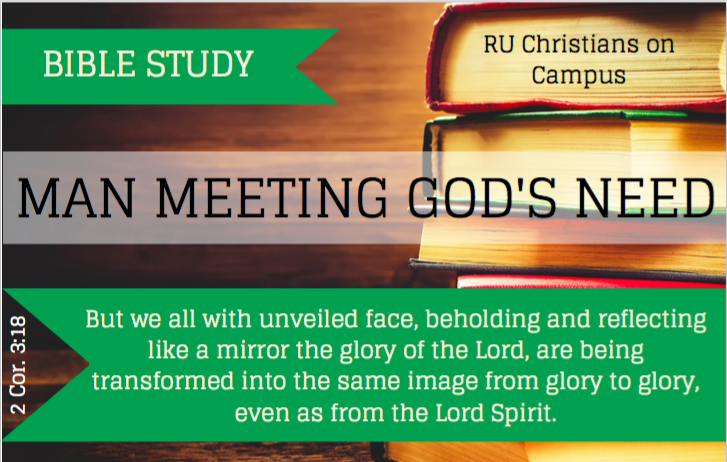 BIBLE STUDY
RU Christians on
Campus
MAN MEETING GOD'S NEED
2 Cor. 3:18
But we all with unveiled face, beholding and reflecting
like a mirror the glory of the Lord, are being
transformed into the same image from glory to glory,
even as from the Lord Spirit.